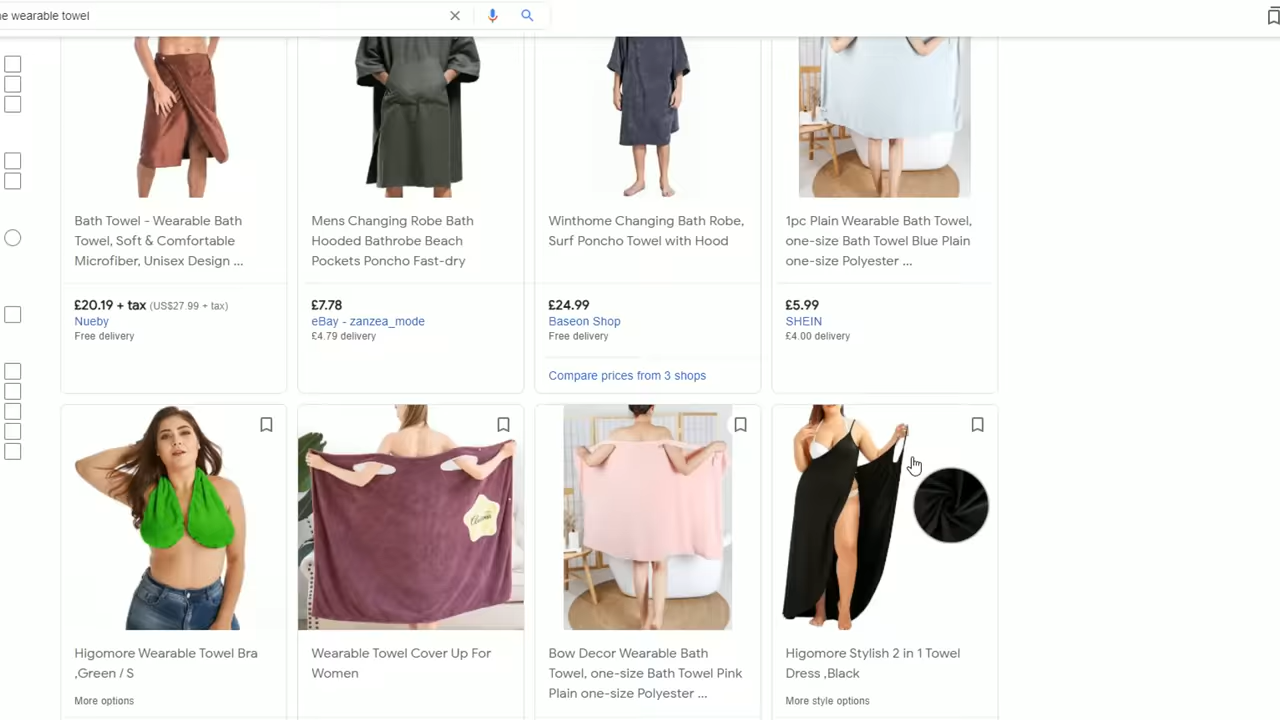 ne wearable towel
Bath Towel - Wearable Bath
Towel, Soft & Comfortable
Microfiber, Unisex Design ...
£20.19 + tax (US$27.99 + tax)
Nueby
Free delivery
Mens Changing Robe Bath
Hooded Bathrobe Beach
Pockets Poncho Fast-dry
£7.78
eBay - zanzea_mode
£4.79 delivery
Winthome Changing Bath Robe,
Surf Poncho Towel with Hood
£24.99
Baseon Shop
Free delivery
Compare prices from 3 shops
1pc Plain Wearable Bath Towel,
one-size Bath Towel Blue Plain
one-size Polyester ...
£5.99
SHEIN
£4.00 delivery
Higomore Wearable Towel Bra
,Green / S
More options
Wearable Towel Cover Up For
Women
Bow Decor Wearable Bath
Towel, one-size Bath Towel Pink
Plain one-size Polyester ...
Higomore Stylish 2 in 1 Towel
Dress ,Black
More style options